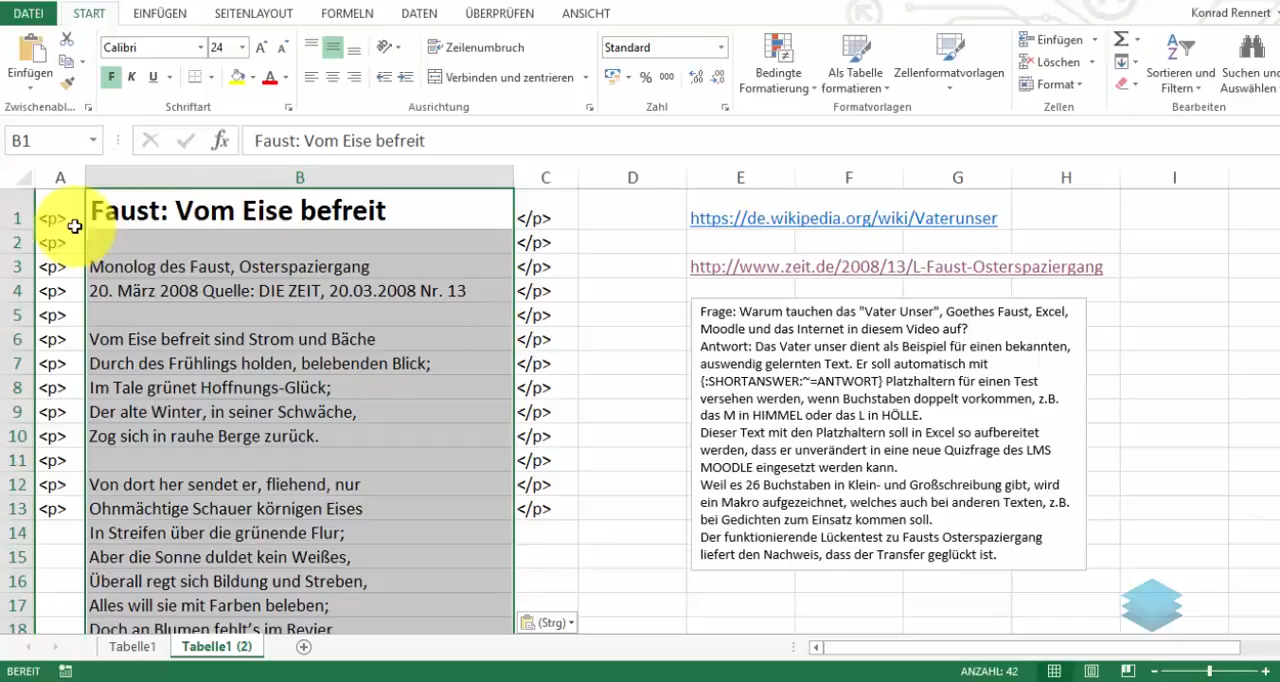 DATEI START EINFÜGEN SEITENLAYOUT FORMELN DATEN ÜBERPRÜFEN ANSICHT Konrad Rennert
Einfügen
Calibri 24 A A
F K U A
Zeilenumbruch
Verbinden und zentrieren
Standard
% 000
Bedingte Formatierung
Als Tabelle formatieren
Zellenformatvorlagen
Einfügen
Löschen
Format
Σ
Sortieren und Filtern
Suchen und Auswählen
Zwischenabl... Schriftart Ausrichtung Zahl Formatvorlagen Zellen Bearbeiten
B1 fx Faust: Vom Eise befreit
A B C D E F G H I
1 <p> Faust: Vom Eise befreit </p> https://de.wikipedia.org/wiki/Vaterunser
2 <p> </p>
3 <p> Monolog des Faust, Osterspaziergang </p> http://www.zeit.de/2008/13/L-Faust-Osterspaziergang
4 <p> 20. März 2008 Quelle: DIE ZEIT, 20.03.2008 Nr. 13 </p>
5 <p> </p>
6 <p> Vom Eise befreit sind Strom und Bäche </p>
7 <p> Durch des Frühlings holden, belebenden Blick; </p>
8 <p> Im Tale grünet Hoffnungs-Glück; </p>
9 <p> Der alte Winter, in seiner Schwäche, </p>
10 <p> Zog sich in rauhe Berge zurück. </p>
11 <p> </p>
12 <p> Von dort her sendet er, fliehend, nur </p>
13 <p> Ohnmächtige Schauer körnigen Eises </p>
14 In Streifen über die grünende Flur;
15 Aber die Sonne duldet kein Weißes,
16 Überall regt sich Bildung und Streben,
17 Alles will sie mit Farben beleben;
18 Doch an Blumen fehlt’s im Revier
Frage: Warum tauchen das "Vater Unser", Goethes Faust, Excel,
Moodle und das Internet in diesem Video auf?
Antwort: Das Vater unser dient als Beispiel für einen bekannten,
auswendig gelernten Text. Er soll automatisch mit
{:SHORTANSWER:~=ANTWORT} Platzhaltern für einen Test
versehen werden, wenn Buchstaben doppelt vorkommen, z.B.
das M in HIMMEL oder das L in HÖLLE.
Dieser Text mit den Platzhaltern soll in Excel so aufbereitet
werden, dass er unverändert in eine neue Quizfrage des LMS
MOODLE eingesetzt werden kann.
Weil es 26 Buchstaben in Klein- und Großschreibung gibt, wird
ein Makro aufgezeichnet, welches auch bei anderen Texten, z.B.
bei Gedichten zum Einsatz kommen soll.
Der funktionierende Lückentest zu Fausts Osterspaziergang
liefert den Nachweis, dass der Transfer geglückt ist.
(Strg)
Tabelle1 Tabelle1 (2)
BEREIT ANZAHL: 42